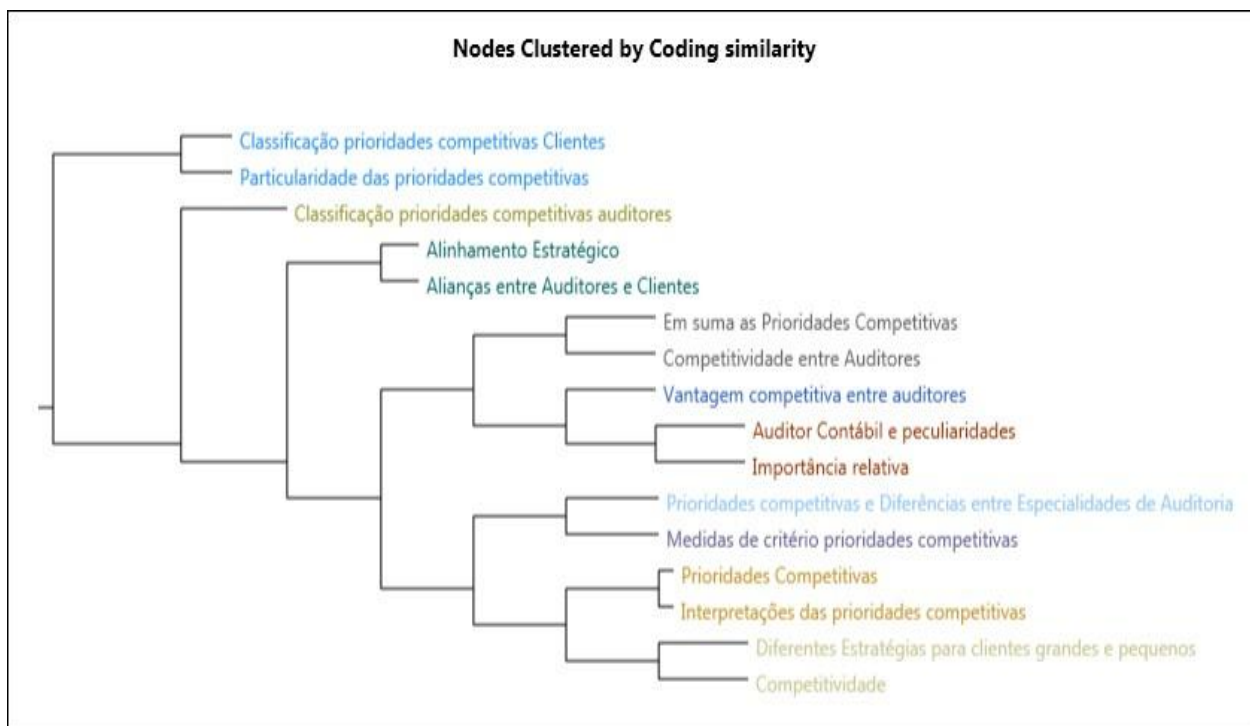 Nodes Clustered by Coding similarity
Classificação prioridades competitivas Clientes
Particularidade das prioridades competitivas
Classificação prioridades competitivas auditores
Alinhamento Estratégico
Alianças entre Auditores e Clientes
Em suma as Prioridades Competitivas
Competitividade entre Auditores
Vantagem competitiva entre auditores
Auditor Contábil e peculiaridades
Importância relativa
Prioridades competitivas e Diferências entre Especialidades de Auditoria
Medidas de critério prioridades competitivas
Prioridades Competitivas
Interpretações das prioridades competitivas
Diferentes Estratégias para clientes grandes e pequenos
Competitividade